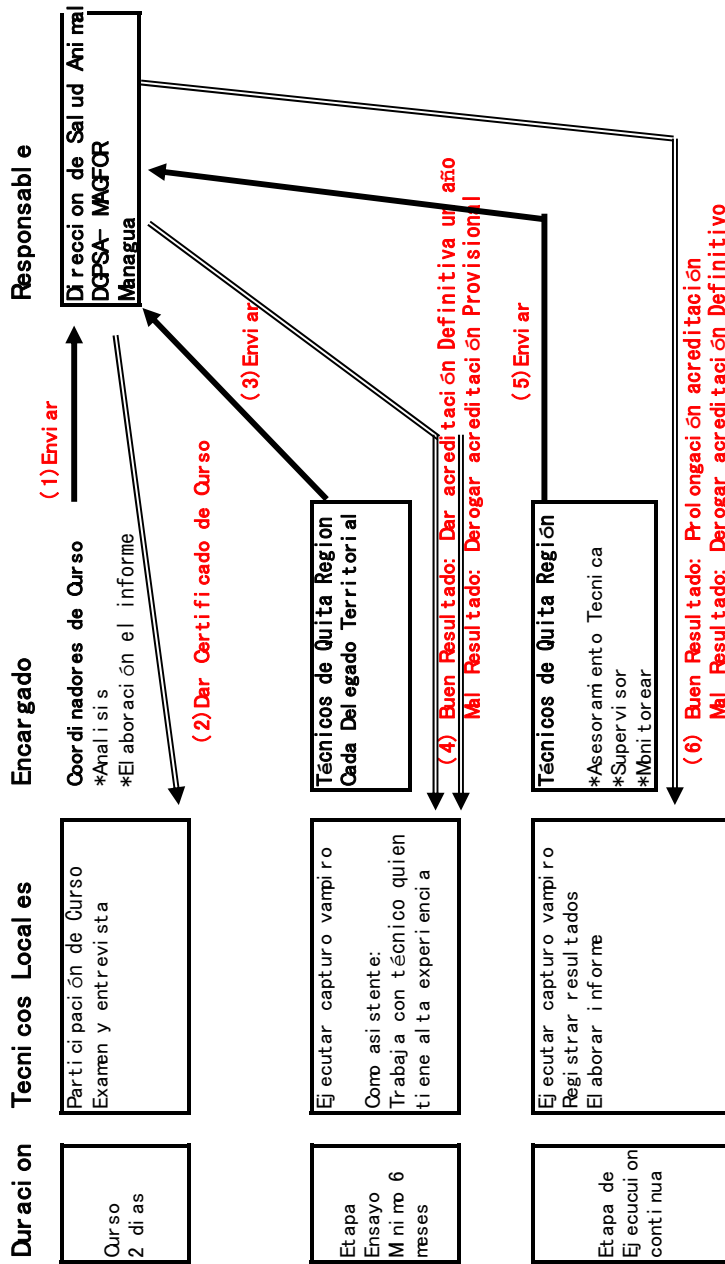 Duracion
Tecnicos Locales
Encargado
Responsable
Curso
2 dias
Participación de Curso
Examen y entrevista
Coordinadores de Curso
*Analisis
*Elaboración el informe
(1)Enviar
Direccion de Salud Animal
DGPSA- MAGFOR
Managua
(2)Dar Certificado de Curso
(3)Enviar
Etapa
Ensayo
Minimo 6
meses
Ejecutar capturo vampiro
Como asistente:
Trabaja con técnico quien
tiene alta experiencia
Técnicos de Quita Region
Cada Delegado Territorial
(4) Buen Resultado: Dar acreditación Definitiva un año
Mal Resultado: Derogar acreditación Provisional
(5)Enviar
Etapa de
Ejecucuion
continua
Ejecutar capturo vampiro
Registrar resultados
Elaborar informe
Técnicos de Quita Región
*Asesoramiento Tecnica
*Supervisor
*Monitorear
(6) Buen Resultado: Prolongación acreditación
Mal Resultado: Derogar acreditación Definitivo